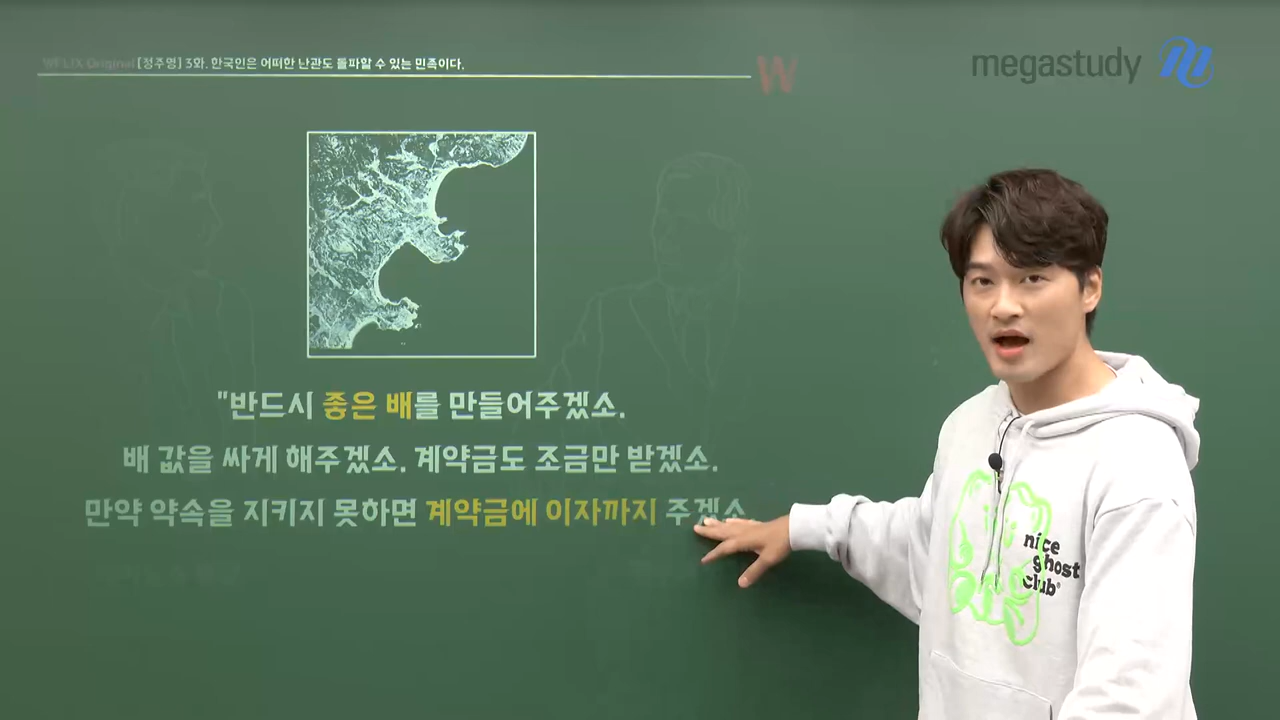 WFLIX Original [정주영] 3화. 한국인은 어떠한 난관도 돌파할 수 있는 민족이다.
W
megastudy
"반드시 좋은 배를 만들어주겠소.
배 값을 싸게 해주겠소. 계약금도 조금만 받겠소.
만약 약속을 지키지 못하면 계약금에 이자까지 주겠소
nice
ghost
club